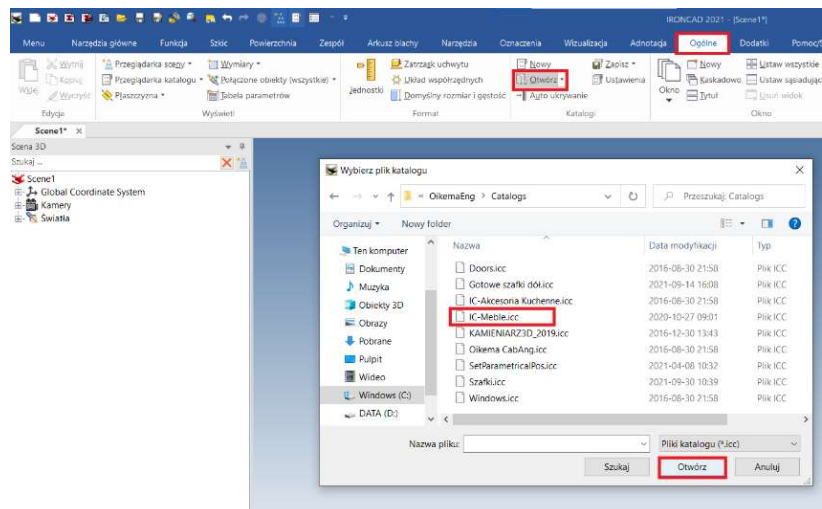 IRONCAD 2021 - [Scene1*]
Menu Narzędzia główne Funkcja Szkic Powierzchnia Zespół Arkusz blachy Narzędzia Oznaczenia Wizualizacja Adnotacja Ogólne Dodatki Pomoc/S
Wklej
Wytnij
Kopiuj
Wyczyść
Edycja
Przeglądarka sceny
Przeglądarka katalogu
Płaszczyzna
Wymiary
Połączone obiekty (wszystkie)
Tabela parametrów
Wyświetl
Jednostki
Zatrzask uchwytu
Układ współrzędnych
Domyślny rozmiar i gęstość
Format
Nowy
Otwórz
Auto ukrywanie
Zapisz
Ustawienia
Katalogi
Okno
Nowy
Kaskadowo
Tytuł
Ustaw wszystkie
Ustaw sąsiadując
Usuń widok
Okno
Scene1* ×
Scena 3D
Szukaj ...
Scene1
Global Coordinate System
Kamery
Światła
Wybierz plik katalogu
« OikemaEng > Catalogs
Przeszukaj: Catalogs
Organizuj Nowy folder
Ten komputer
Dokumenty
Muzyka
Obiekty 3D
Obrazy
Pobrane
Pulpit
Wideo
Windows (C:)
DATA (D:)
Nazwa Data modyfikacji Typ
Doors.icc 2016-08-30 21:58 Plik ICC
Gotowe szafki dół.icc 2021-09-14 16:08 Plik ICC
IC-Akcesoria Kuchenne.icc 2016-08-30 21:58 Plik ICC
IC-Meble.icc 2020-10-27 09:01 Plik ICC
KAMIENIARZ3D_2019.icc 2016-12-30 13:43 Plik ICC
Oikema CabAng.icc 2016-08-30 21:58 Plik ICC
SetParametricalPos.icc 2021-04-08 10:32 Plik ICC
Szafki.icc 2021-09-30 10:39 Plik ICC
Windows.icc 2016-08-30 21:58 Plik ICC
Nazwa pliku: Pliki katalogu (*.icc)
Szukaj Otwórz Anuluj